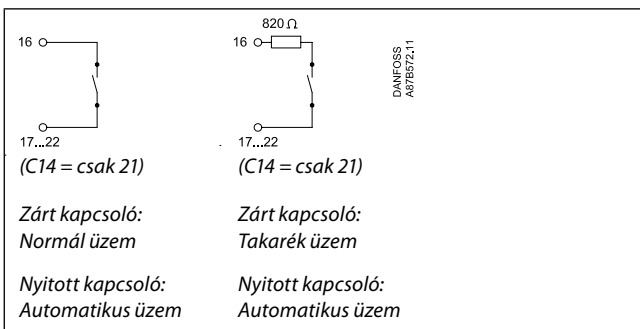 820 Ω
16
16
DANFOSS
A87B572.11
17...22
17...22
(C14 = csak 21)
(C14 = csak 21)
Zárt kapcsoló:
Normál üzem
Zárt kapcsoló:
Takarék üzem
Nyitott kapcsoló:
Automatikus üzem
Nyitott kapcsoló:
Automatikus üzem